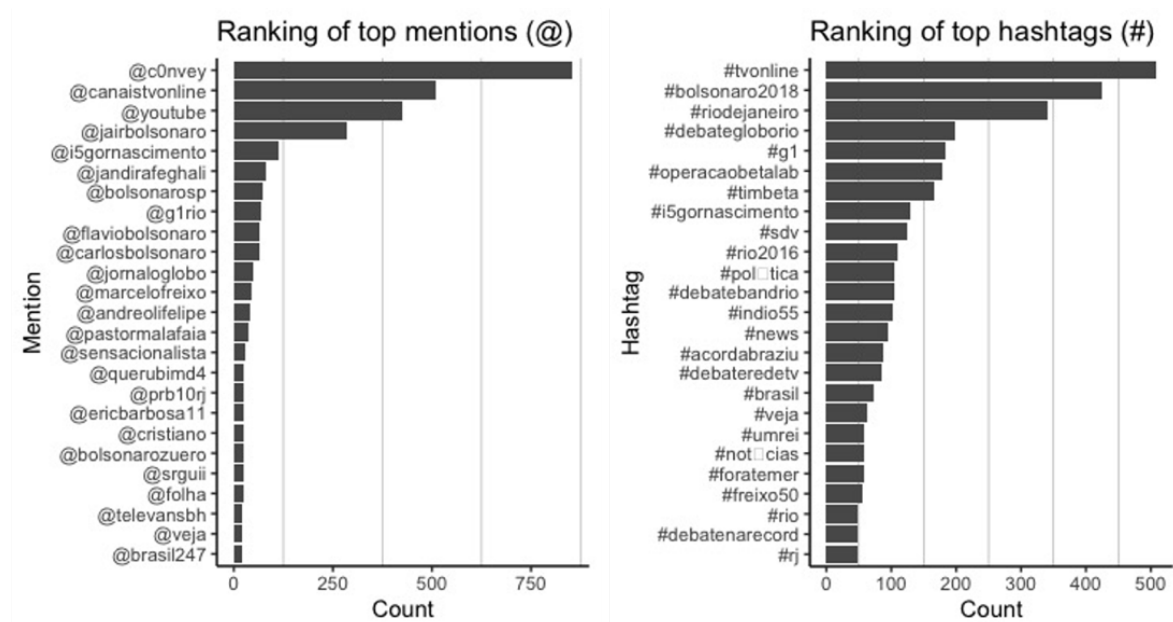 Ranking of top mentions (@)
Mention
@c0nvey
@canaistvonline
@youtube
@jairbolsonaro
@i5gornascimento
@jandirafeghali
@bolsonarosp
@g1rio
@flaviobolsonaro
@carlosbolsonaro
@jornaloglobo
@marcelofreixo
@andreolifelipe
@pastormalafaia
@sensacionalista
@querubimd4
@prb10rj
@ericbarbosa11
@cristiano
@bolsonarozuero
@srguii
@folha
@televansbh
@veja
@brasil247
0 250 500 750
Count
Ranking of top hashtags (#)
Hashtag
#tvonline
#bolsonaro2018
#riodejaneiro
#debategloborio
#g1
#operacaobetalab
#timbeta
#i5gornascimento
#sdv
#rio2016
#pol□tica
#debatebandrio
#indio55
#news
#acordabraziu
#debateredetv
#brasil
#veja
#umrei
#not□cias
#foratemer
#freixo50
#rio
#debatenarecord
#rj
0 100 200 300 400 500
Count